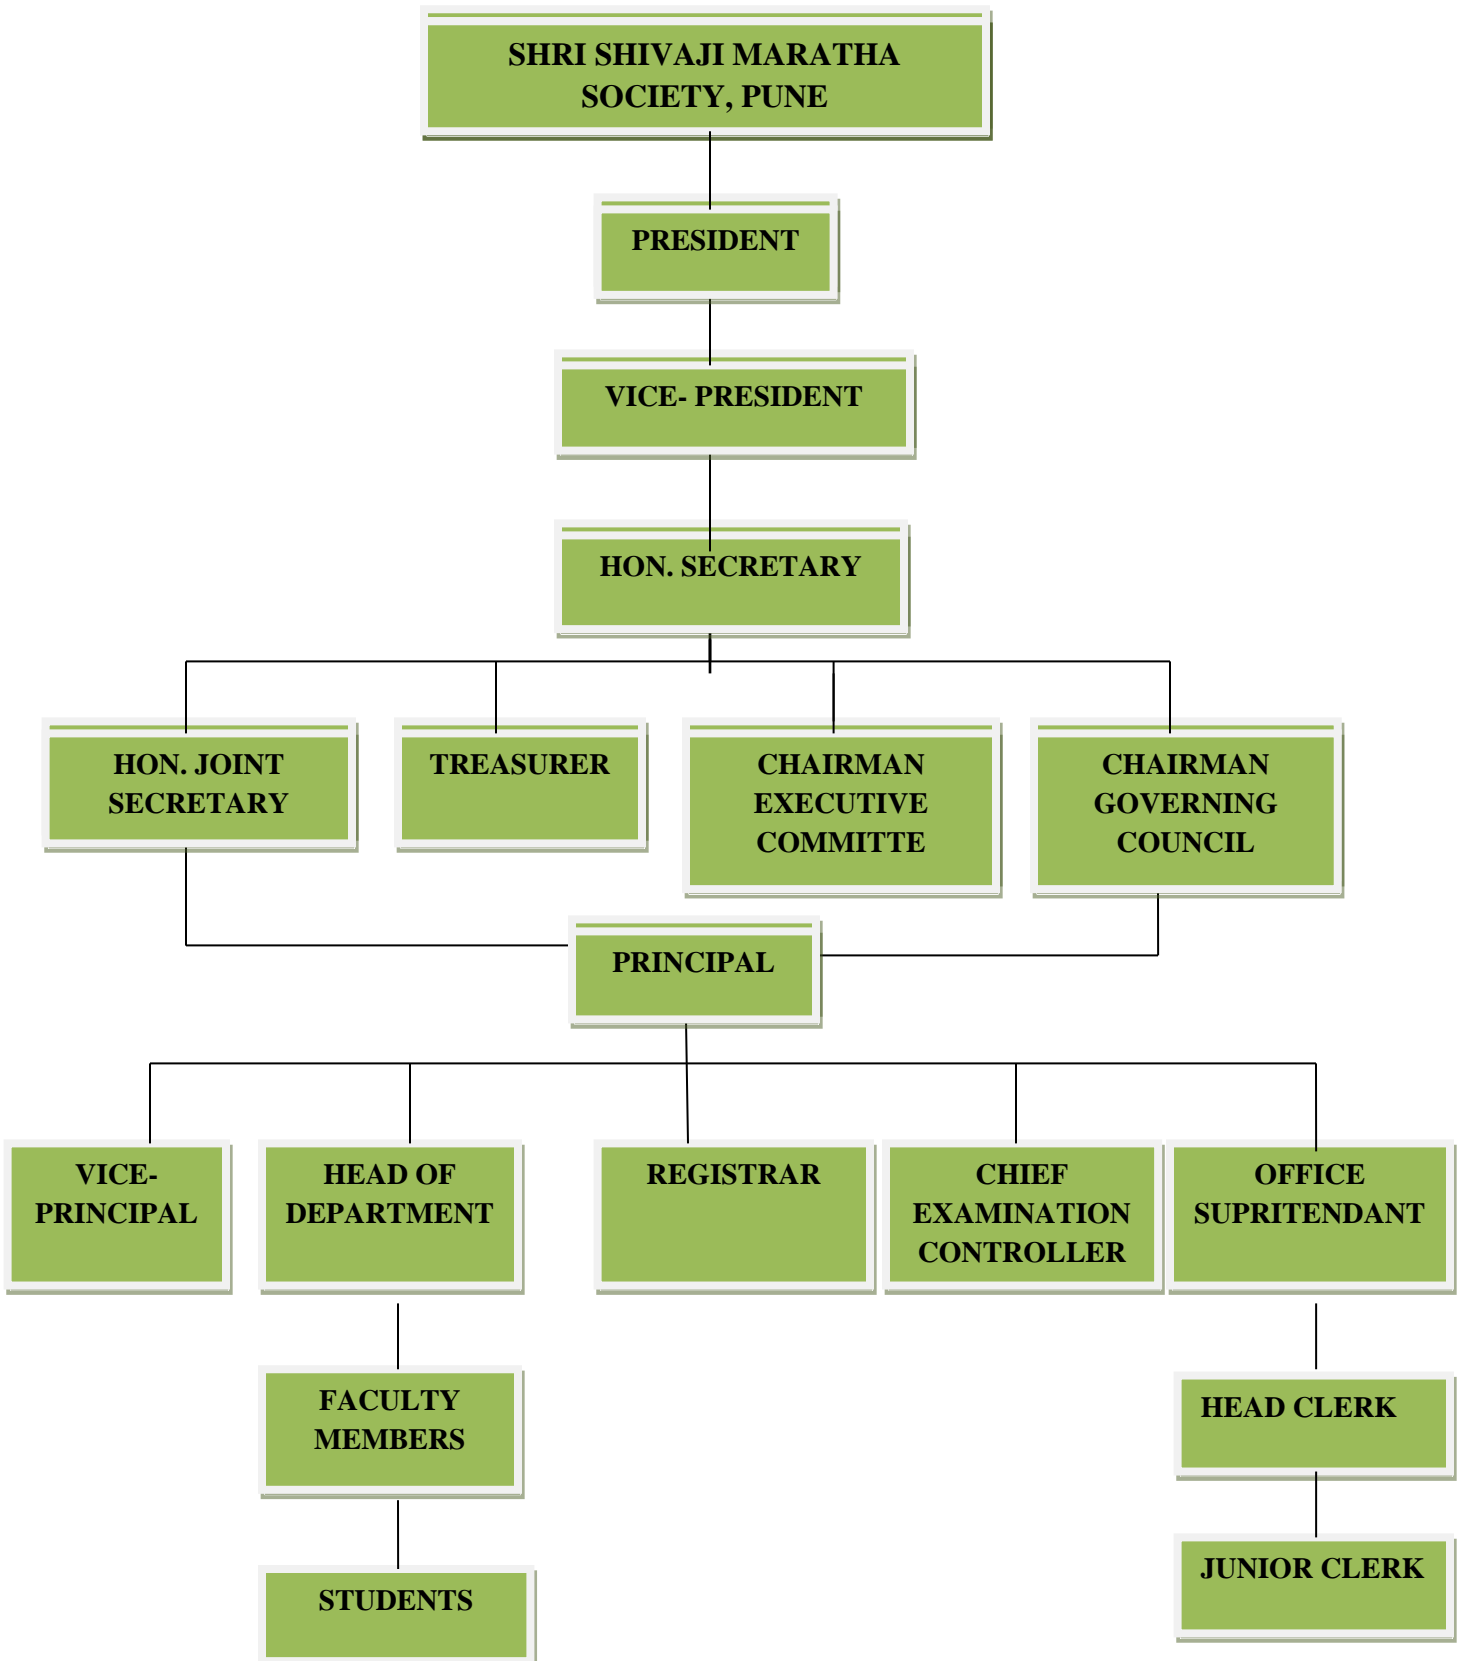 SHRI SHIVAJI MARATHA
SOCIETY, PUNE
PRESIDENT
VICE- PRESIDENT
HON. SECRETARY
HON. JOINT
SECRETARY
TREASURER
CHAIRMAN
EXECUTIVE
COMMITTE
CHAIRMAN
GOVERNING
COUNCIL
PRINCIPAL
VICE-
PRINCIPAL
HEAD OF
DEPARTMENT
REGISTRAR
CHIEF
EXAMINATION
CONTROLLER
OFFICE
SUPRITENDANT
FACULTY
MEMBERS
HEAD CLERK
STUDENTS
JUNIOR CLERK